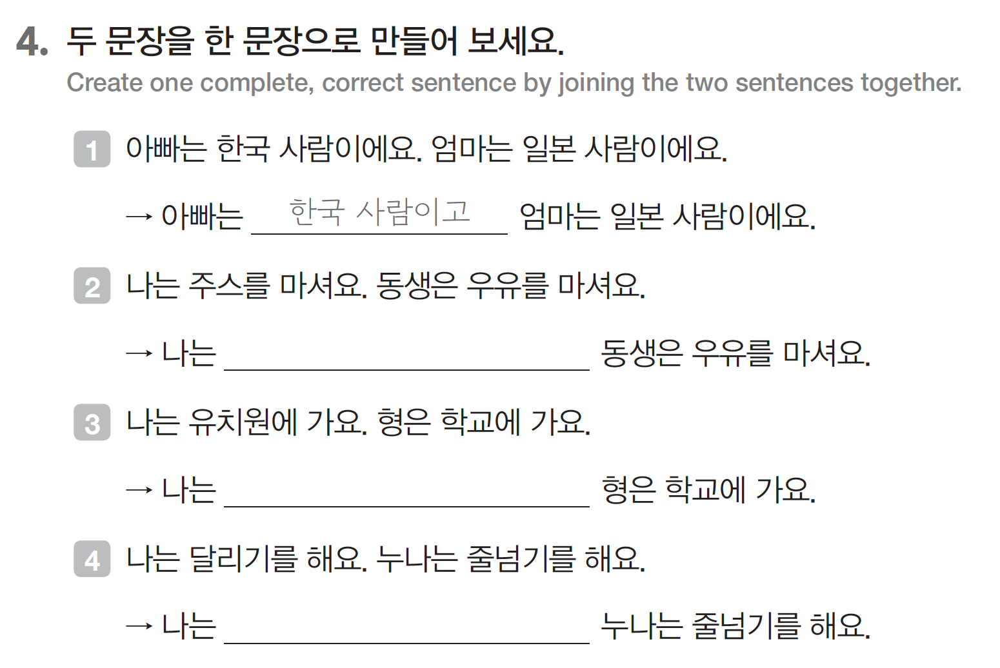 4. 두 문장을 한 문장으로 만들어 보세요.
Create one complete, correct sentence by joining the two sentences together.
1 아빠는 한국 사람이에요. 엄마는 일본 사람이에요.
→ 아빠는 한국 사람이고 엄마는 일본 사람이에요.
2 나는 주스를 마셔요. 동생은 우유를 마셔요.
→ 나는 ____________ 동생은 우유를 마셔요.
3 나는 유치원에 가요. 형은 학교에 가요.
→ 나는 ____________ 형은 학교에 가요.
4 나는 달리기를 해요. 누나는 줄넘기를 해요.
→ 나는 ____________ 누나는 줄넘기를 해요.